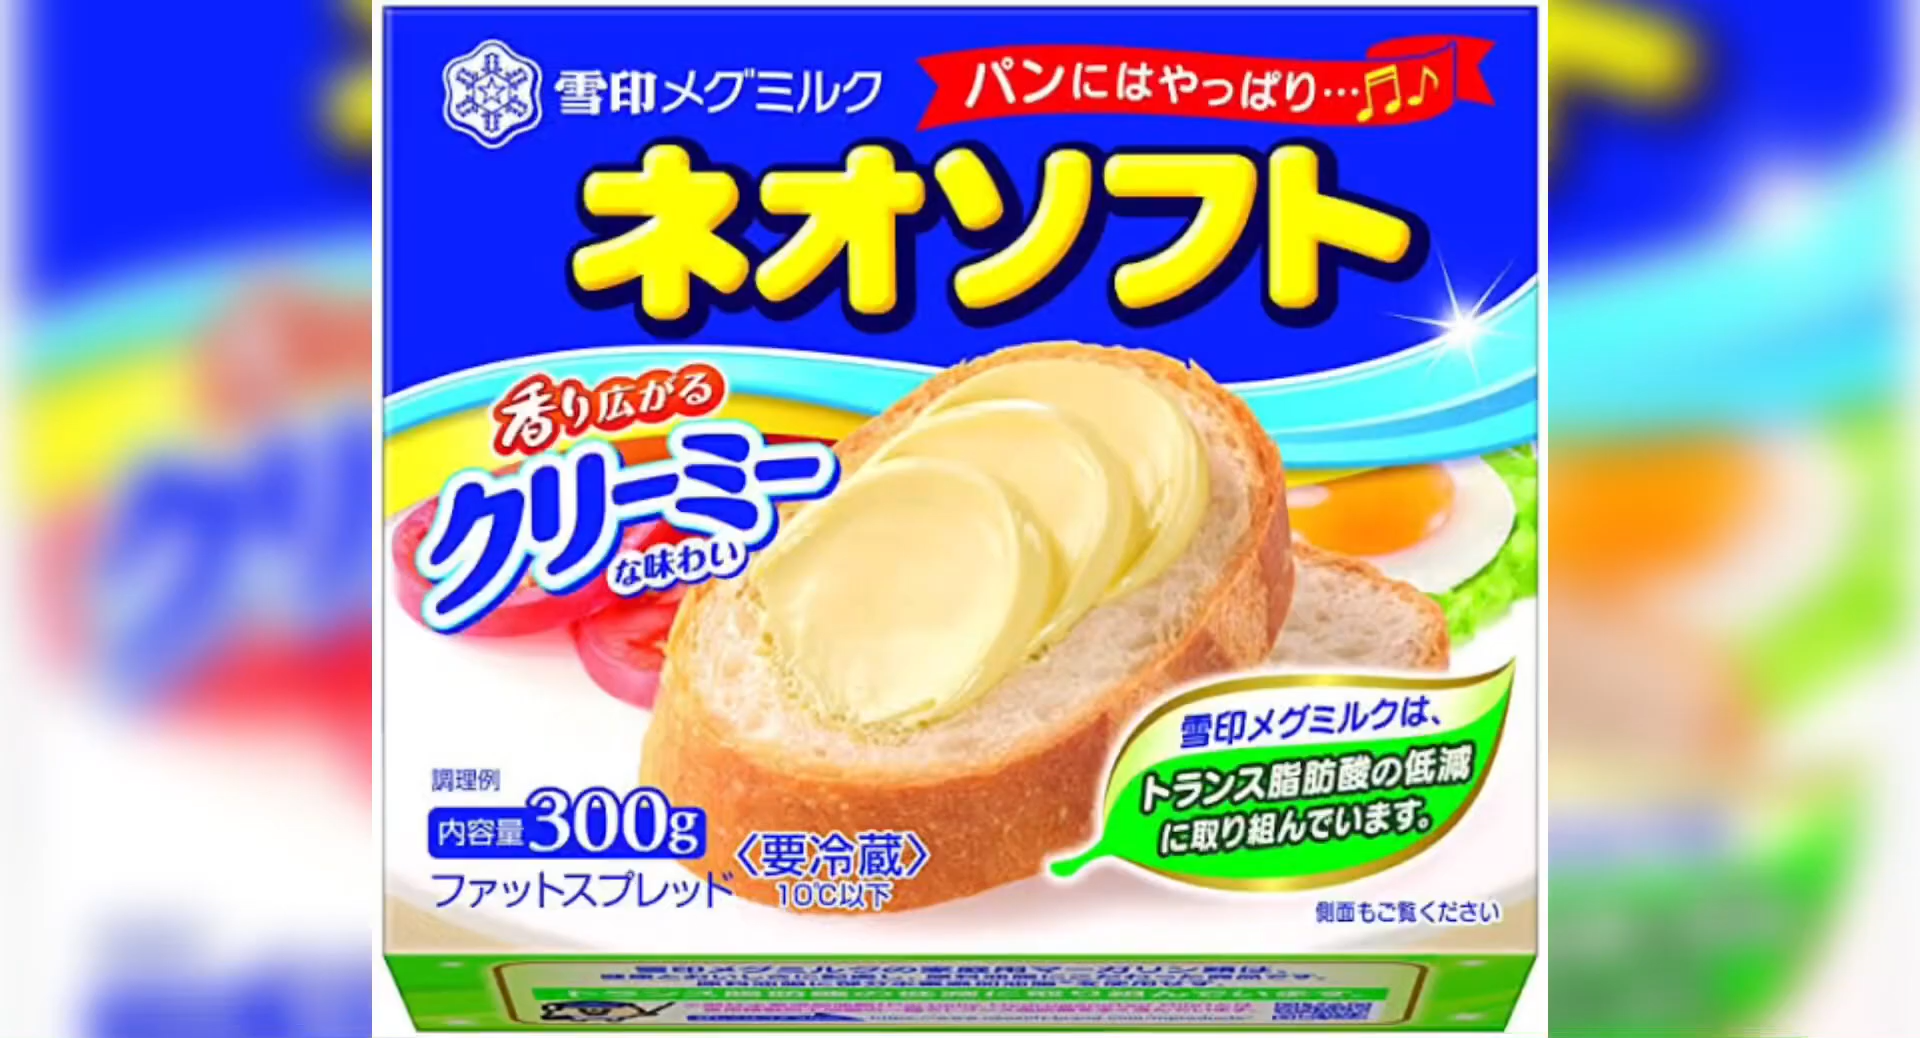 雪印メグミルク
パンにはやっぱり…
ネオソフト
香り広がる
クリーミー
な味わい
雪印メグミルクは、
トランス脂肪酸の低減
に取り組んでいます。
調理例
内容量300g
〈要冷蔵〉
10℃以下
ファットスプレッド
側面もご覧ください